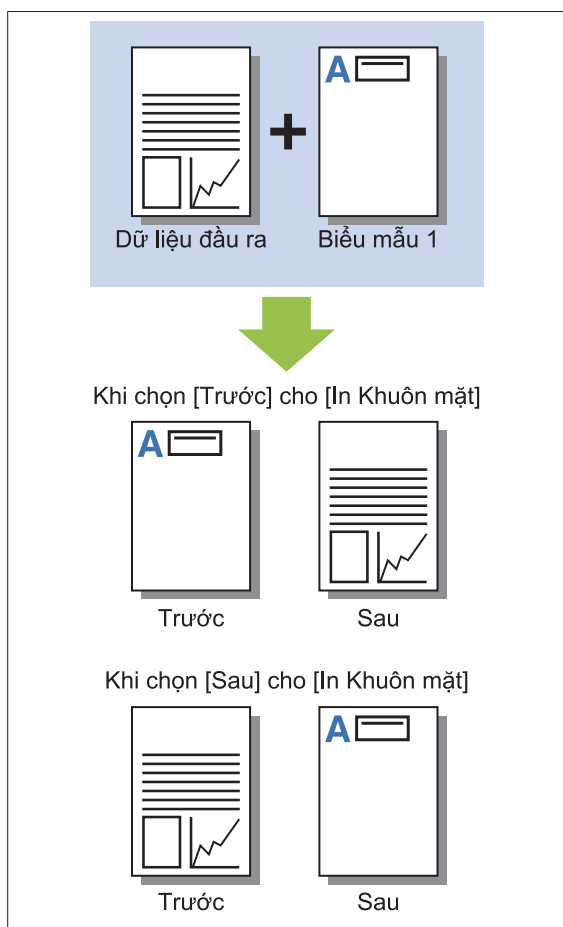 A
Dữ liệu đầu ra
Biểu mẫu 1
Khi chọn [Trước] cho [In Khuôn mặt]
A
Trước
Sau
Khi chọn [Sau] cho [In Khuôn mặt]
A
Trước
Sau